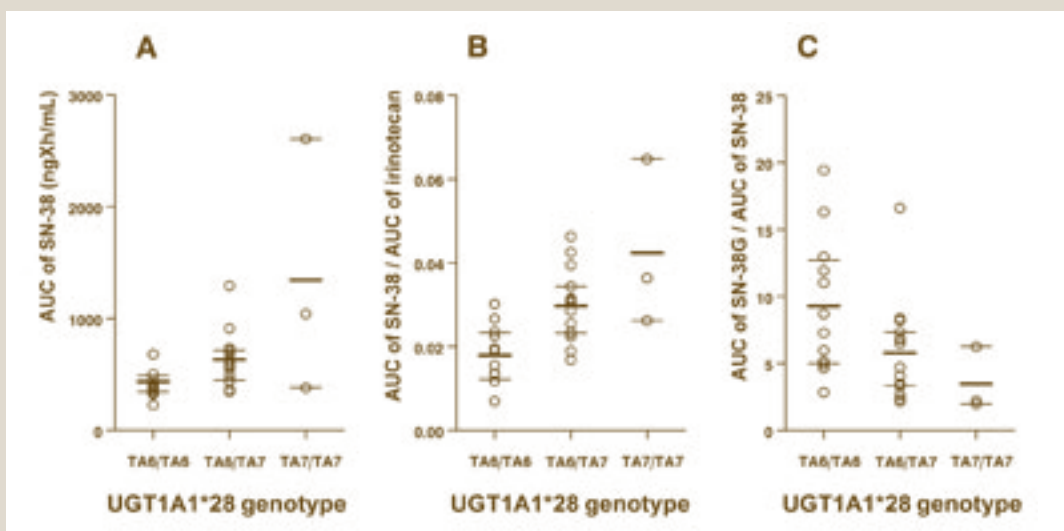 A
AUC of SN-38 (ngXh/mL)
3000
2000
1000
0
TA6/TA6 TA6/TA7 TA7/TA7
UGT1A1*28 genotype
B
AUC of SN-38 / AUC of irinotecan
0.08
0.06
0.04
0.02
0.00
TA6/TA6 TA6/TA7 TA7/TA7
UGT1A1*28 genotype
C
AUC of SN-38G / AUC of SN-38
25
20
15
10
5
0
TA6/TA6 TA6/TA7 TA7/TA7
UGT1A1*28 genotype